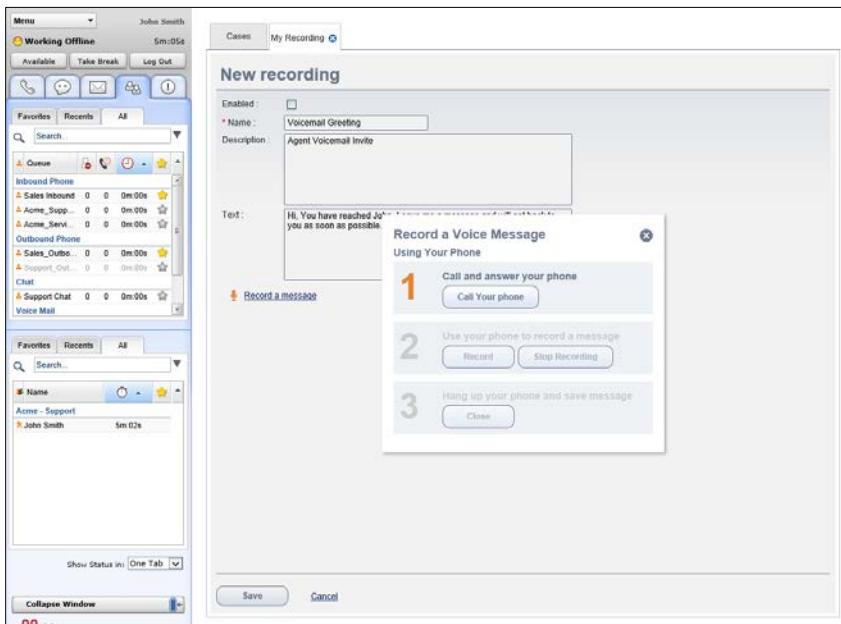 Menu
John Smith
Working Offline 5m:05s
Available Take Break Log Out
Favorites Recents All
Search...
Queue
Inbound Phone
Sales Inbound 0 0 0m:00s
Acme_Supp... 0 0 0m:00s
Acme_Servi... 0 0 0m:00s
Outbound Phone
Sales_Outbo... 0 0 0m:00s
Support_Out... 0 0 0m:00s
Chat
Support Chat 0 0 0m:00s
Voice Mail
Favorites Recents All
Search...
Name
Acme - Support
John Smith 5m:02s
Show Status in: One Tab
Collapse Window
Cases My Recording
New recording
Enabled :
* Name : Voicemail Greeting
Description : Agent Voicemail Invite
Text : Hi, You have reached
you as soon as possible.
Record a message
Record a Voice Message
Using Your Phone
1 Call and answer your phone
Call Your phone
2 Use your phone to record a message
Record Stop Recording
3 Hang up your phone and save message
Close
Save Cancel